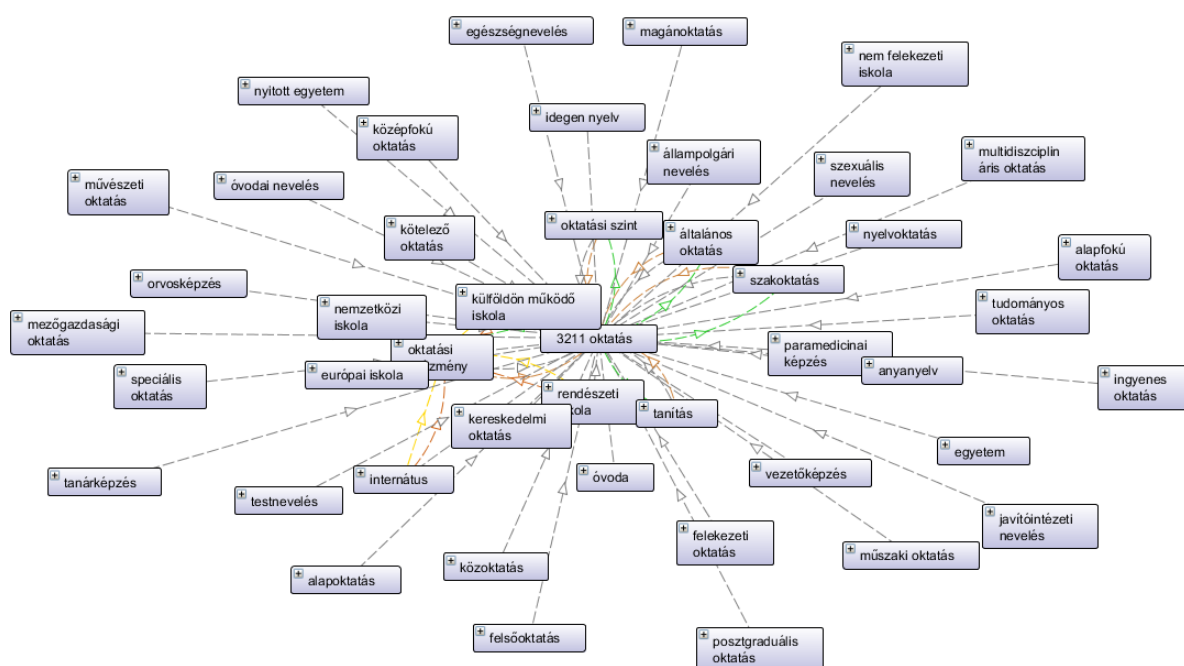 egészségnevelés
magánoktatás
nem felekezeti
iskola
nyitott egyetem
idegen nyelv
középfokú
oktatás
állampolgári
nevelés
szexuális
nevelés
multidiszciplin
áris oktatás
művészeti
oktatás
óvodai nevelés
kötelező
oktatás
oktatási szint
általános
oktatás
nyelvoktatás
alapfokú
oktatás
orvosképzés
nemzetközi
iskola
külföldön működő
iskola
szakoktatás
tudományos
oktatás
mezőgazdasági
oktatás
oktatási
zmény
3211 oktatás
paramedicinai
képzés
speciális
oktatás
európai iskola
rendészeti
kola
anyanyelv
ingyenes
oktatás
kereskedelmi
oktatás
tanítás
tanárképzés
testnevelés
internátus
óvoda
vezetőképzés
egyetem
alapoktatás
közoktatás
felekezeti
oktatás
műszaki oktatás
javítóintézeti
nevelés
felsőoktatás
posztgraduális
oktatás